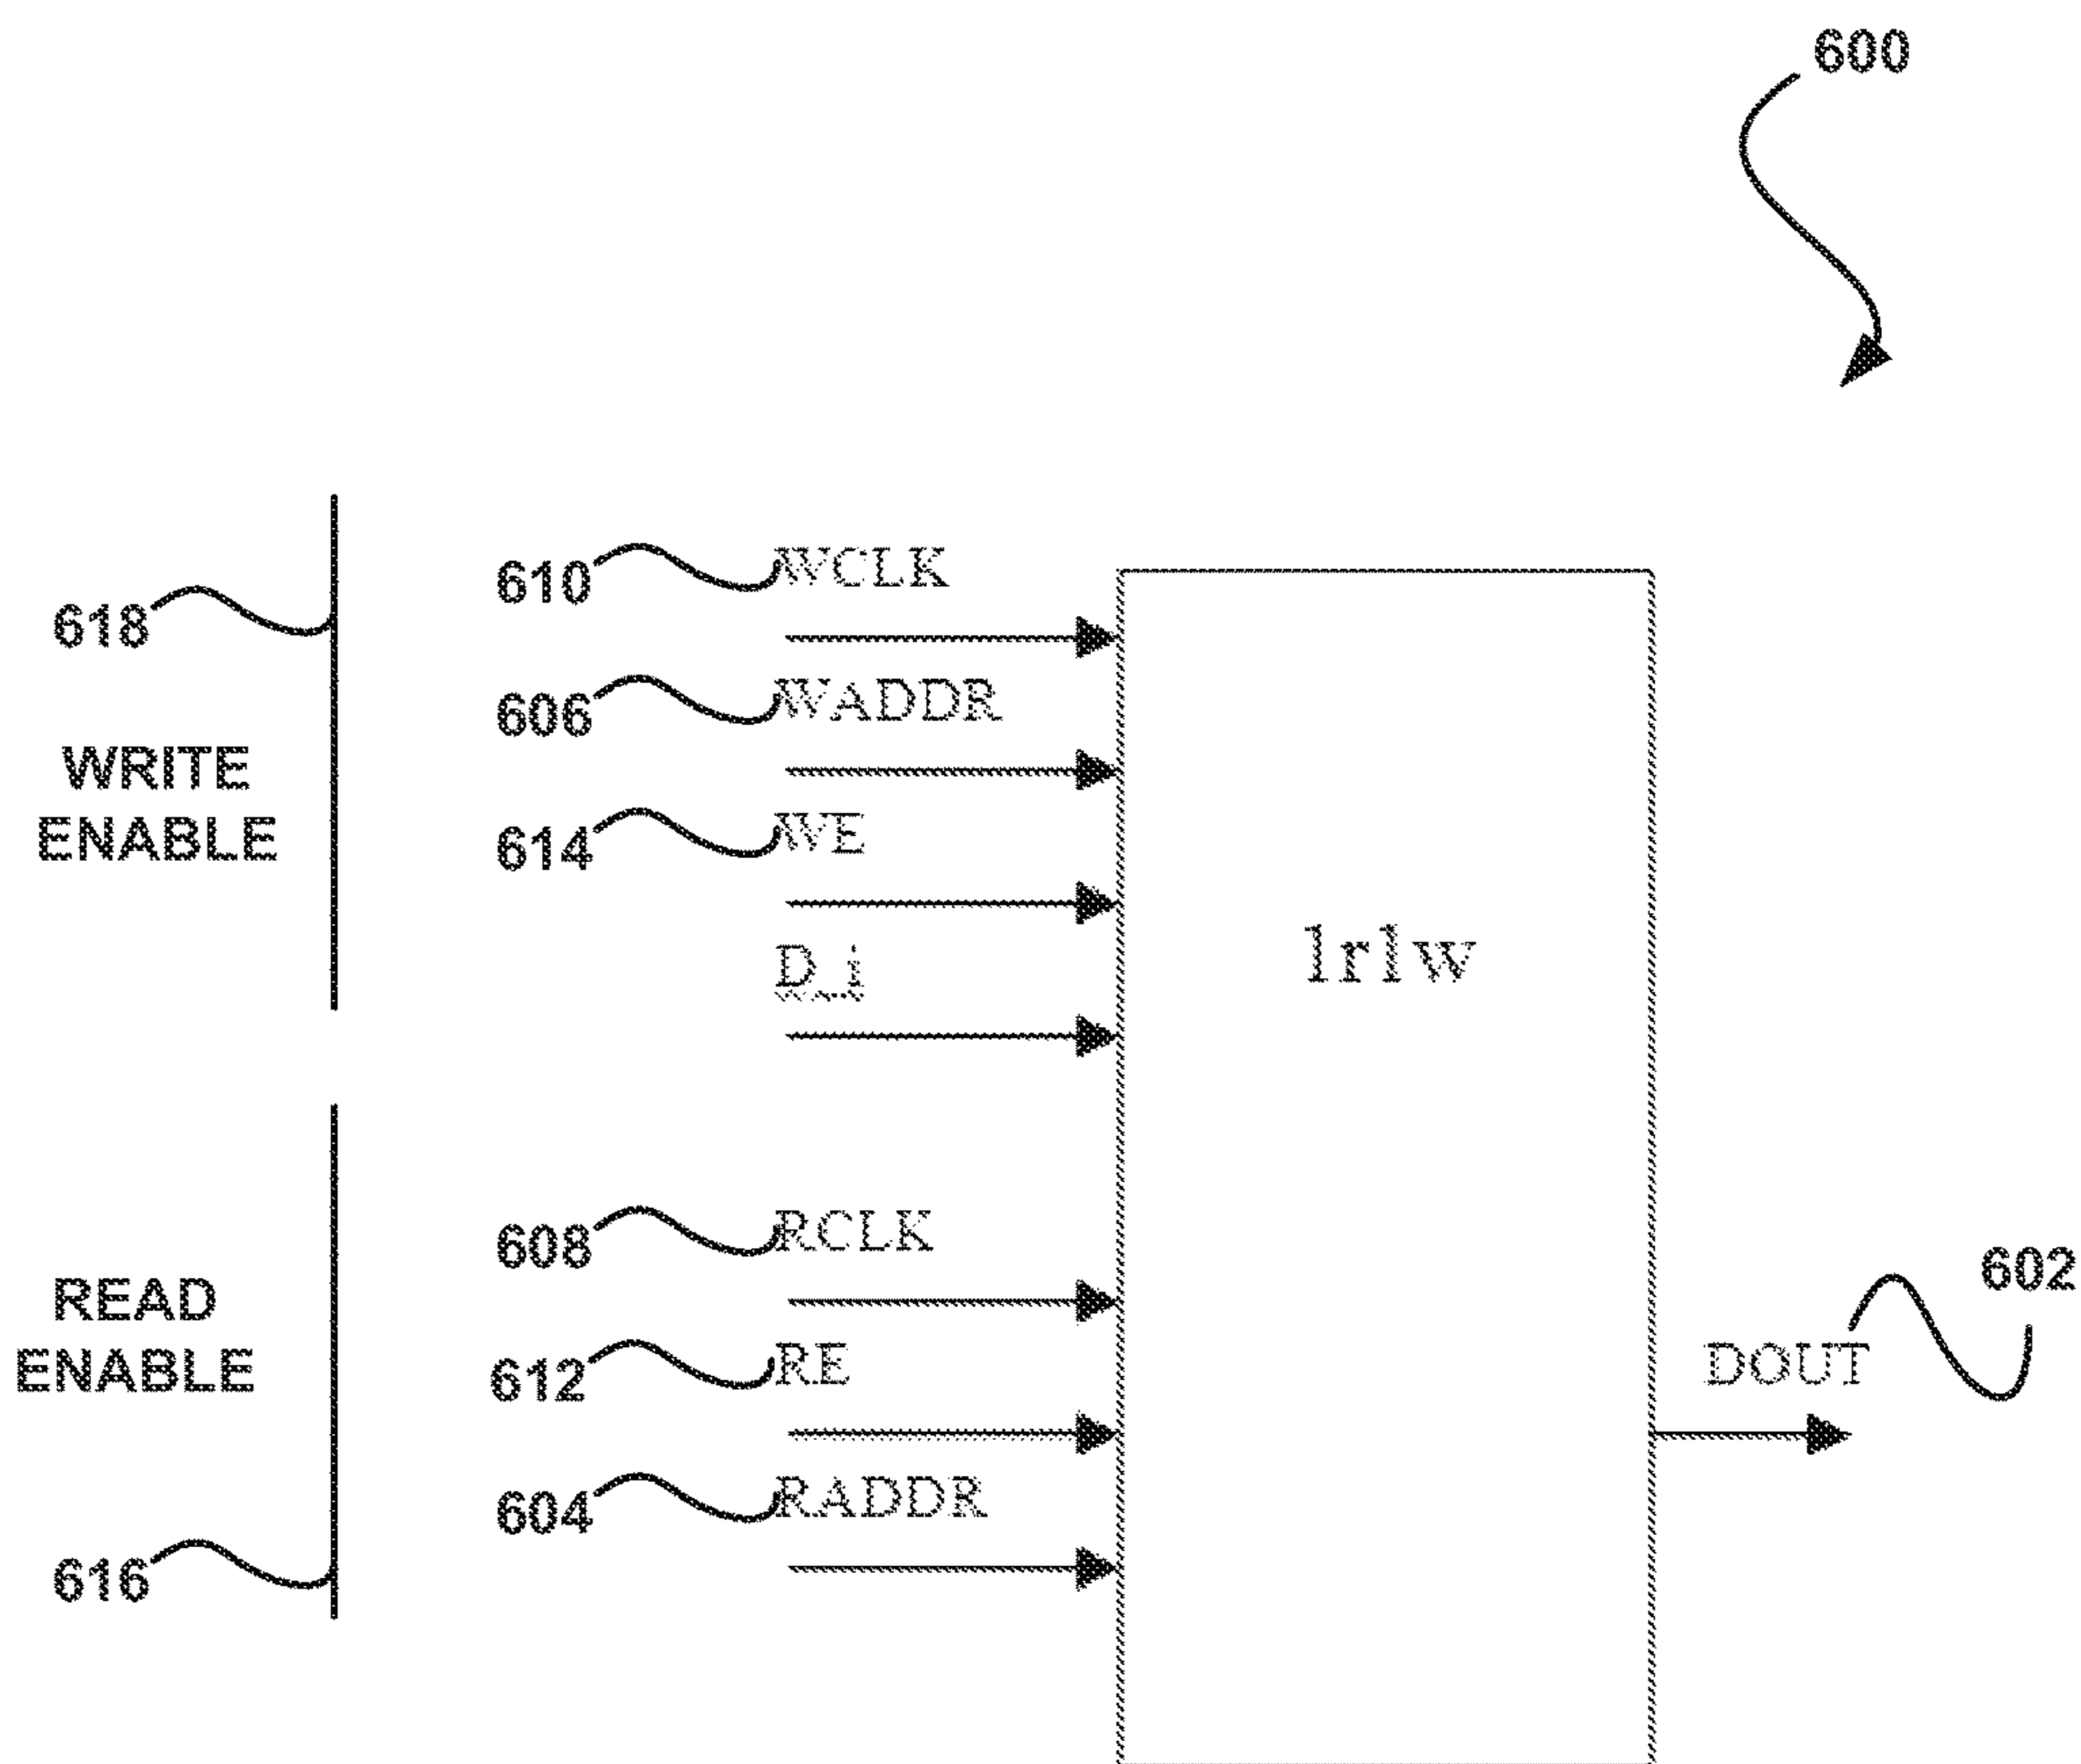 600
610 WCLK
618
606 WADDR
WRITE
ENABLE
614 WE
D_i
1r1w
608 RCLK
602
READ
ENABLE
612 RE
DOUT
604 RADDR
616